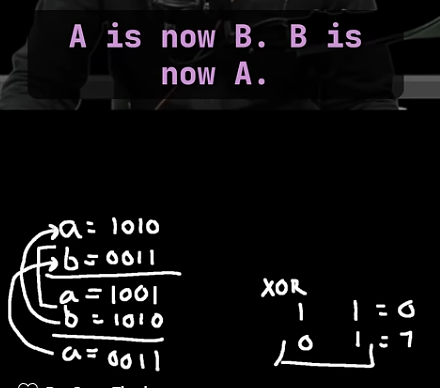 A is now B. B is
now A.
a = 1010
b = 0011
a = 1001
b = 1010
a = 0011
XOR
1 1 = 0
0 1 = 1